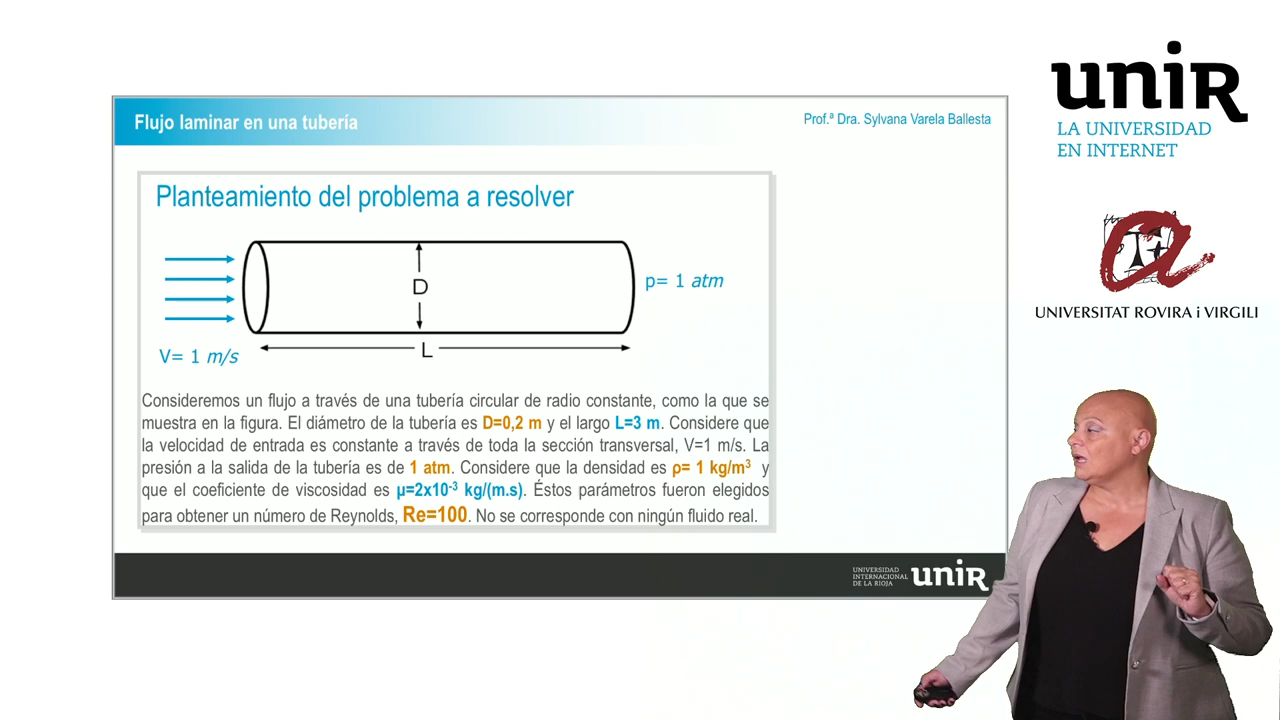 unir
LA UNIVERSIDAD
EN INTERNET
Flujo laminar en una tubería
Prof.ª Dra. Sylvana Varela Ballesta
Planteamiento del problema a resolver
D
p= 1 atm
V= 1 m/s
L
UNIVERSITAT ROVIRA i VIRGILI
Consideremos un flujo a través de una tubería circular de radio constante, como la que se
muestra en la figura. El diámetro de la tubería es D=0,2 m y el largo L=3 m. Considere que
la velocidad de entrada es constante a través de toda la sección transversal, V=1 m/s. La
presión a la salida de la tubería es de 1 atm. Considere que la densidad es ρ= 1 kg/m³ y
que el coeficiente de viscosidad es μ=2x10⁻³ kg/(m.s). Éstos parámetros fueron elegidos
para obtener un número de Reynolds, Re=100. No se corresponde con ningún fluido real.
UNIVERSIDAD
INTERNACIONAL
DE LA RIOJA
unir